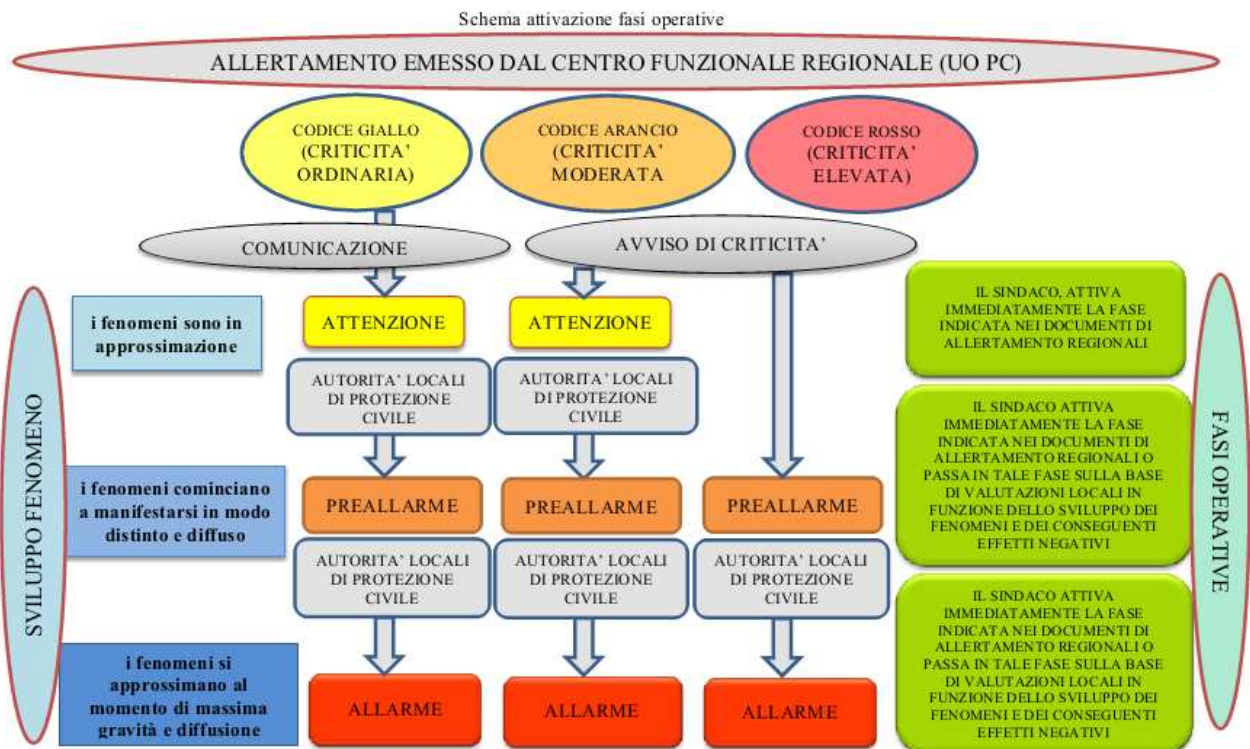 Schema attivazione fasi operative
ALLERTAMENTO EMESSO DAL CENTRO FUNZIONALE REGIONALE (UO PC)
CODICE GIALLO
(CRITICITA’
ORDINARIA)
CODICE ARANCIO
(CRITICITA’
MODERATA
CODICE ROSSO
(CRITICITA’
ELEVATA)
COMUNICAZIONE
AVVISO DI CRITICITA’
SVILUPPO FENOMENO
i fenomeni sono in
approssimazione
ATTENZIONE
ATTENZIONE
IL SINDACO, ATTIVA
IMMEDIATAMENTE LA FASE
INDICATA NEI DOCUMENTI DI
ALLERTAMENTO REGIONALI
AUTORITA’ LOCALI
DI PROTEZIONE
CIVILE
AUTORITA’ LOCALI
DI PROTEZIONE
CIVILE
i fenomeni cominciano
a manifestarsi in modo
distinto e diffuso
PREALLARME
PREALLARME
PREALLARME
IL SINDACO ATTIVA
IMMEDIATAMENTE LA FASE
INDICATA NEI DOCUMENTI DI
ALLERTAMENTO REGIONALI O
PASSA IN TALE FASE SULLA BASE
DI VALUTAZIONI LOCALI IN
FUNZIONE DELLO SVILUPPO DEI
FENOMENI E DEI CONSEGUENTI
EFFETTI NEGATIVI
AUTORITA’ LOCALI
DI PROTEZIONE
CIVILE
AUTORITA’ LOCALI
DI PROTEZIONE
CIVILE
AUTORITA’ LOCALI
DI PROTEZIONE
CIVILE
i fenomeni si
approssimano al
momento di massima
gravità e diffusione
ALLARME
ALLARME
ALLARME
IL SINDACO ATTIVA
IMMEDIATAMENTE LA FASE
INDICATA NEI DOCUMENTI DI
ALLERTAMENTO REGIONALI O
PASSA IN TALE FASE SULLA BASE
DI VALUTAZIONI LOCALI IN
FUNZIONE DELLO SVILUPPO DEI
FENOMENI E DEI CONSEGUENTI
EFFETTI NEGATIVI
FASI OPERATIVE